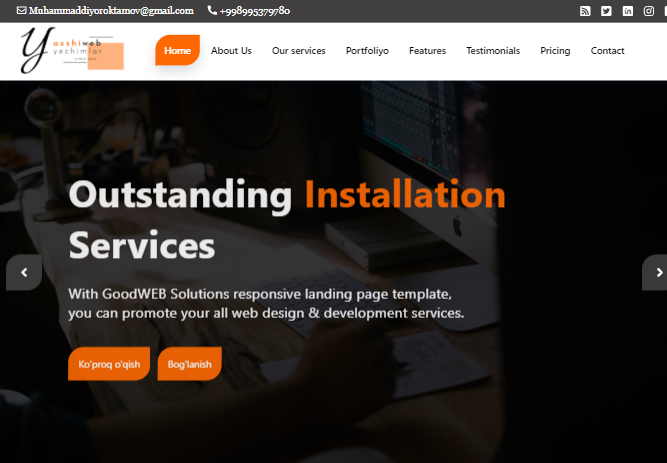 Muhammaddiyoroktamov@gmail.com +998995379780
Yaxshiweb
yechimlar
Home About Us Our services Portfoliyo Features Testimonials Pricing Contact
Outstanding Installation
Services
With GoodWEB Solutions responsive landing page template,
you can promote your all web design & development services.
Ko'proq o'qish Bog'lanish